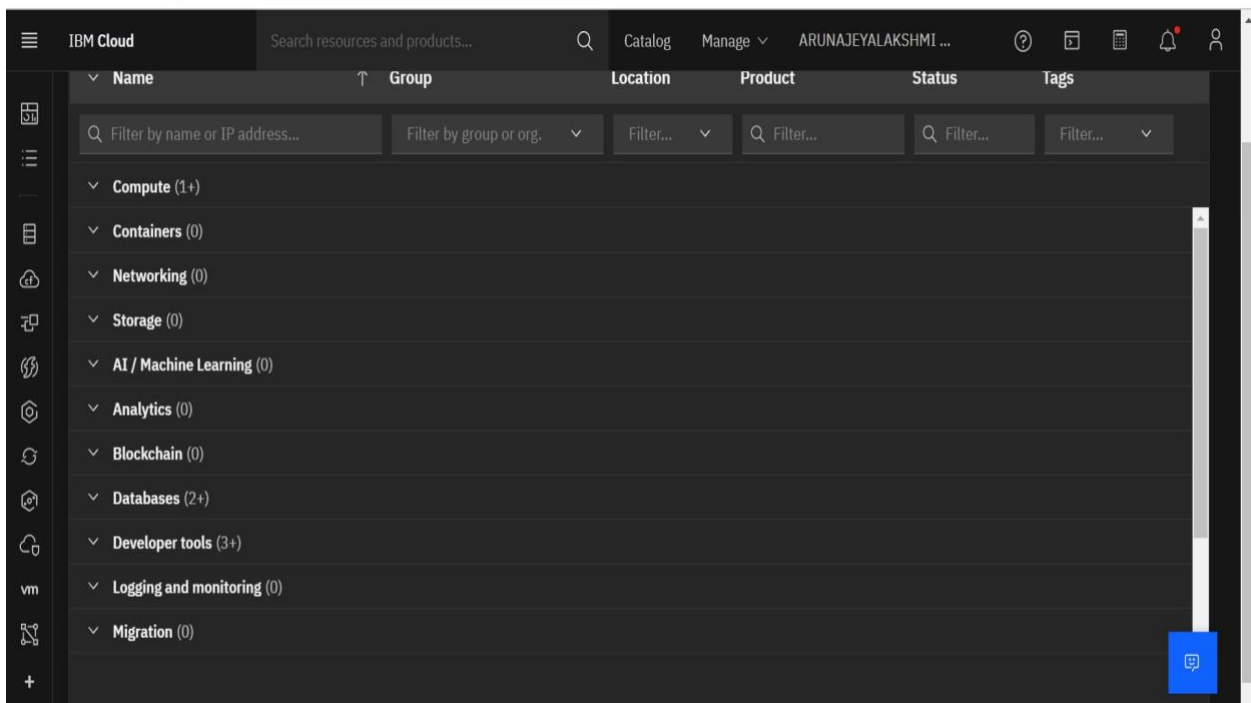 IBM Cloud Search resources and products... Catalog Manage ARUNAJEYALAKSHMI ...
Name Group Location Product Status Tags
Filter by name or IP address... Filter by group or org. Filter... Filter... Filter... Filter...
Compute (1+)
Containers (0)
Networking (0)
Storage (0)
AI / Machine Learning (0)
Analytics (0)
Blockchain (0)
Databases (2+)
Developer tools (3+)
Logging and monitoring (0)
Migration (0)
cf
vm